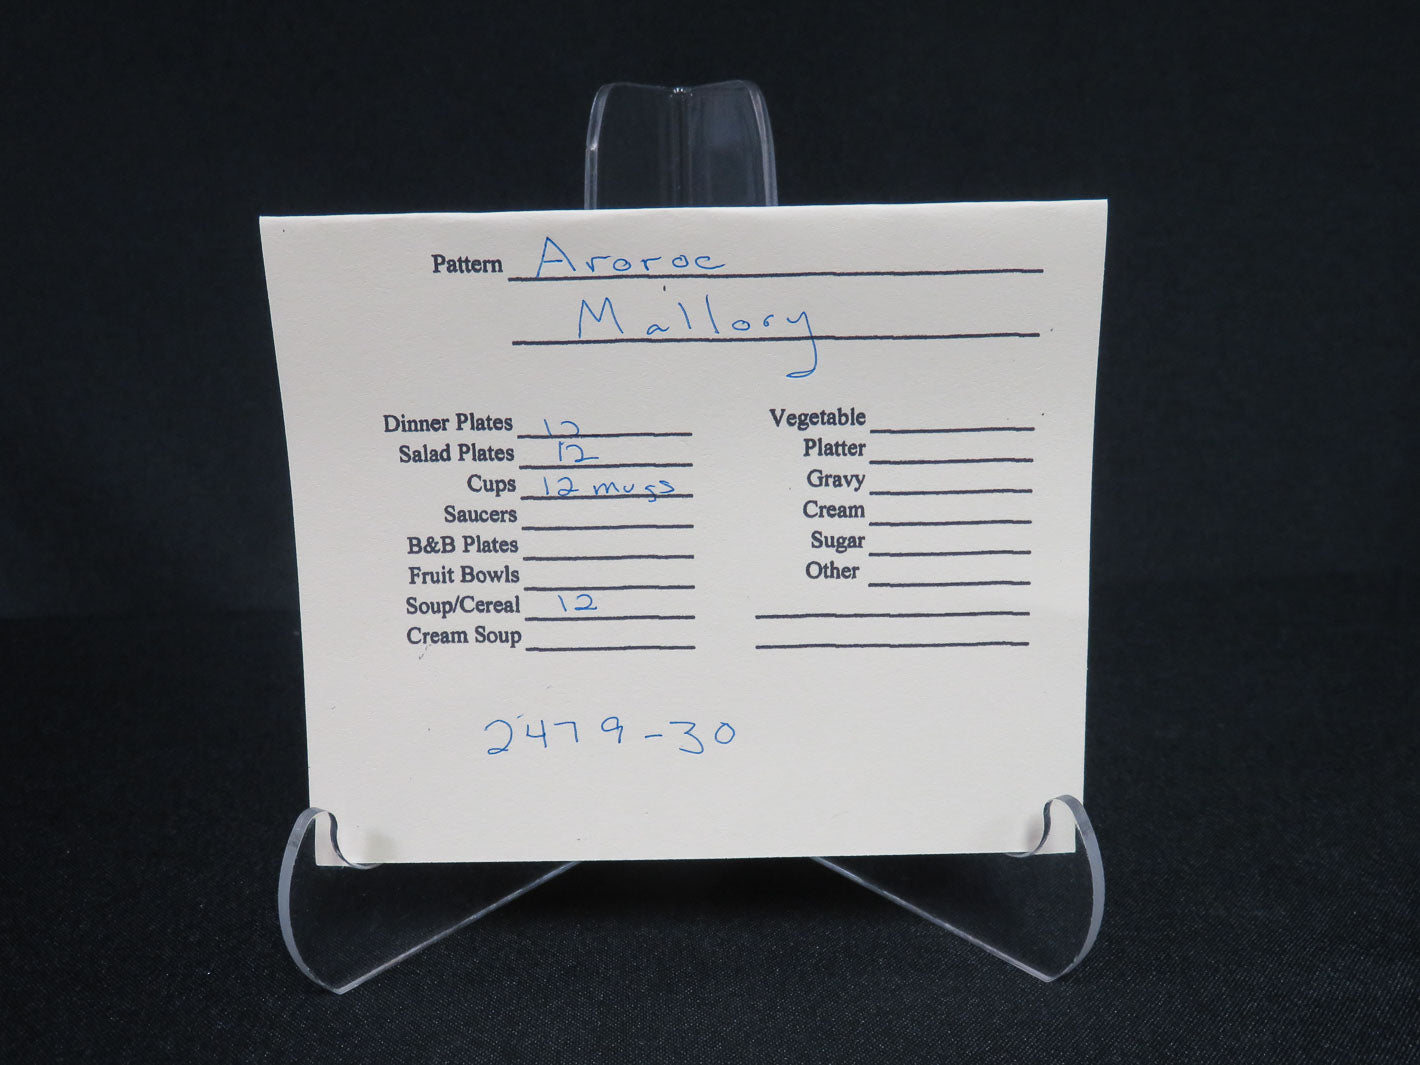 Pattern Aroroc
Mallory
Dinner Plates 12
Salad Plates 12
Cups 12 mugs
Saucers
B&B Plates
Fruit Bowls
Soup/Cereal 12
Cream Soup
Vegetable
Platter
Gravy
Cream
Sugar
Other
2479-30